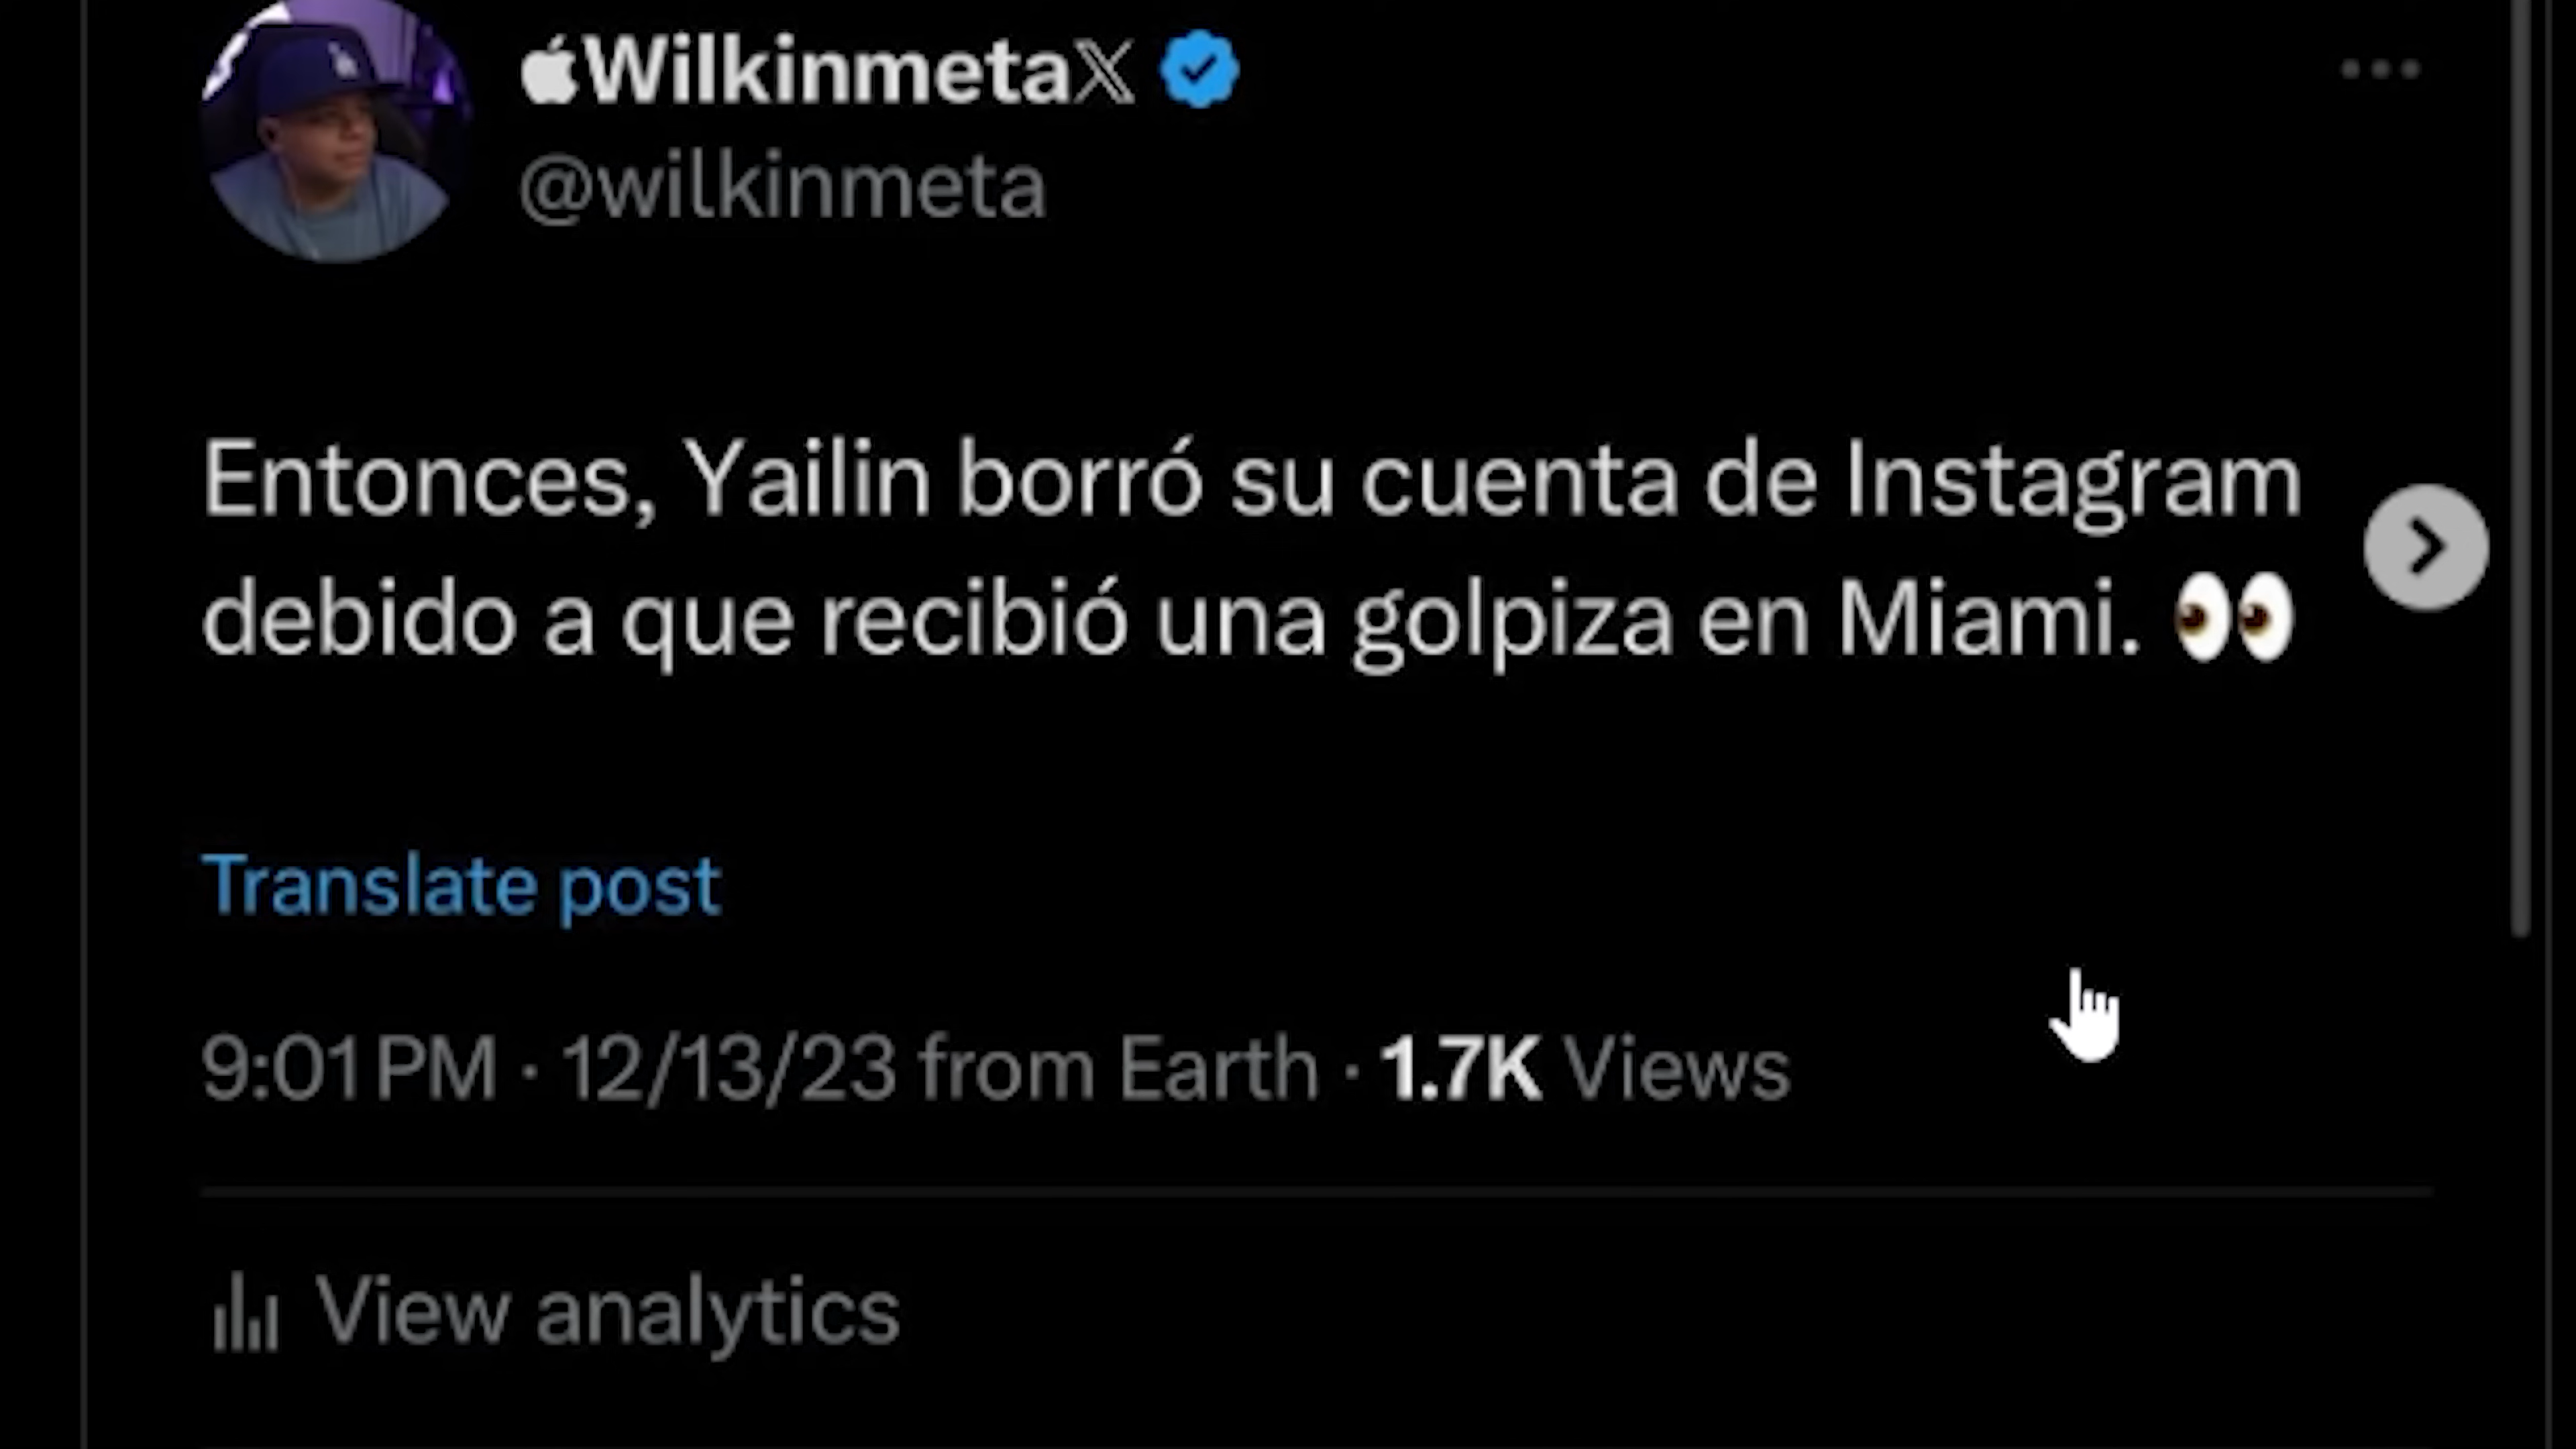 Wilkinmeta𝕏
@wilkinmeta
Entonces, Yailin borró su cuenta de Instagram
debido a que recibió una golpiza en Miami. 👀
Translate post
9:01 PM · 12/13/23 from Earth · 1.7K Views
View analytics